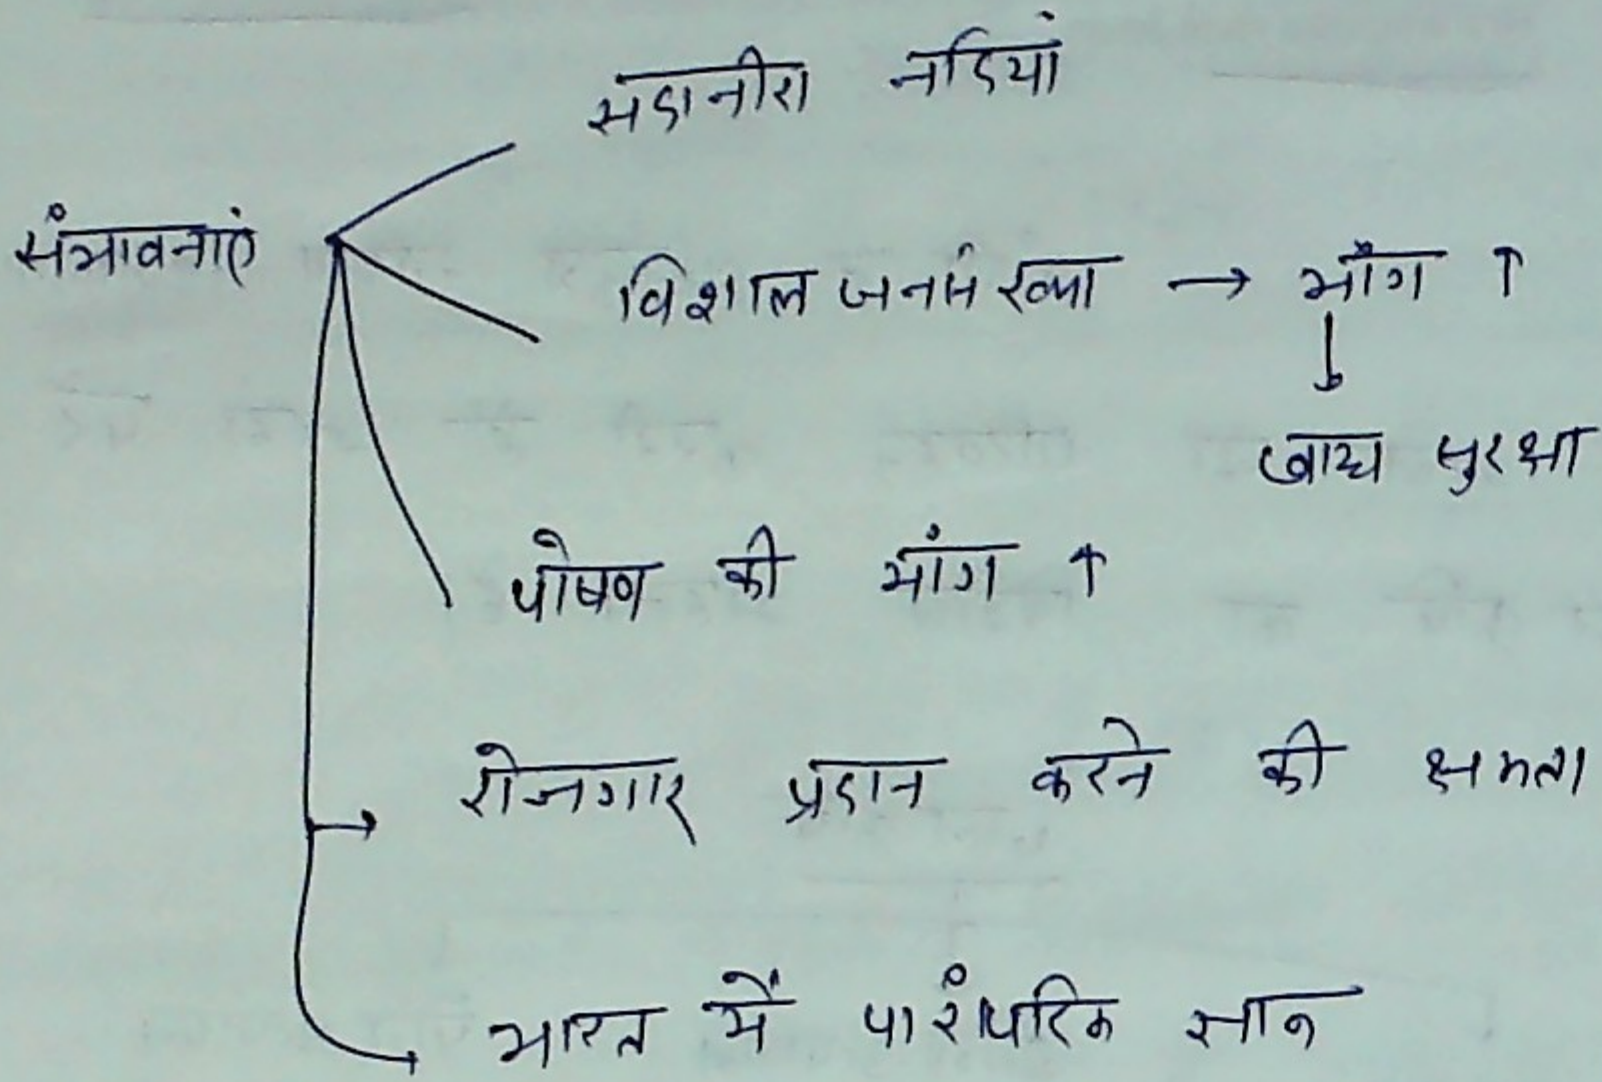 सदानीरा नदियां
संभावनाएं
विशाल जनसंख्या → माँग ↑
↓
खाद्य सुरक्षा
पोषण की मांग ↑
रोजगार प्रदान करने की क्षमता
भारत में पारंपरिक ज्ञान